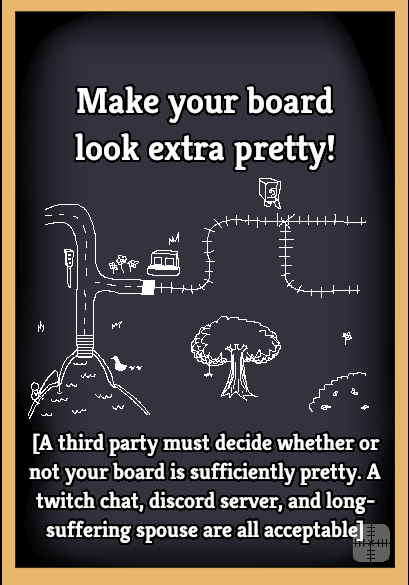 Make your board
look extra pretty!
[A third party must decide whether or
not your board is sufficiently pretty. A
twitch chat, discord server, and long-
suffering spouse are all acceptable]